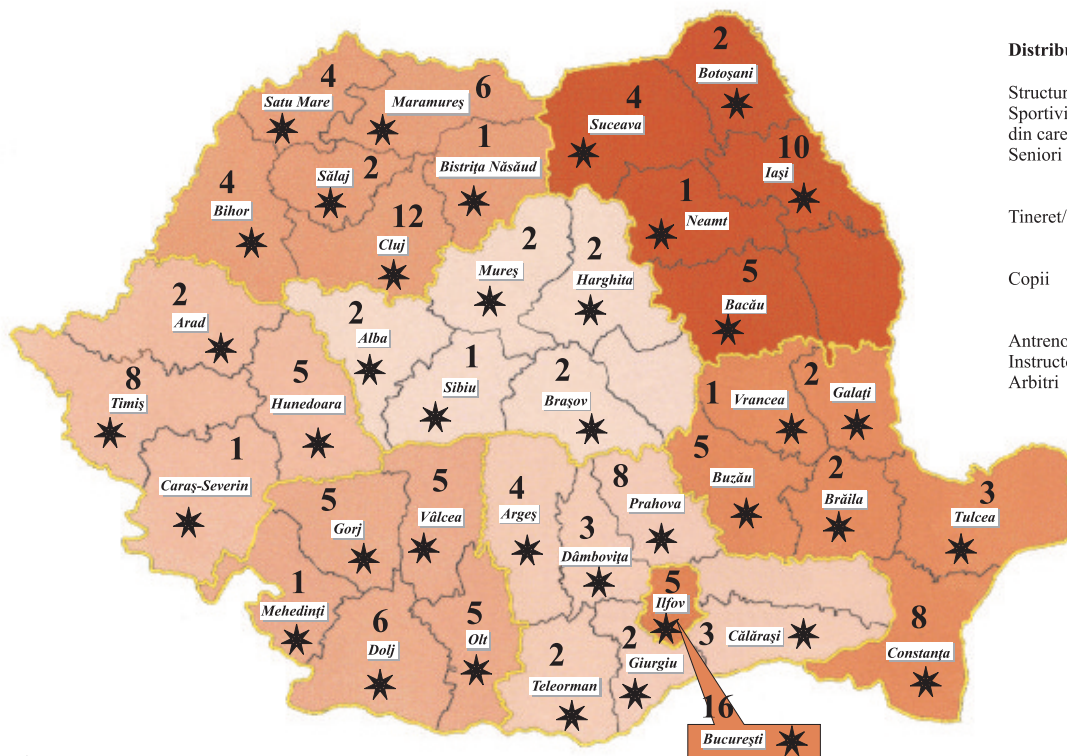 2
Botoşani
4
Satu Mare
6
Maramureş
4
Suceava
1
Bistriţa Năsăud
10
Iaşi
2
Sălaj
4
Bihor
12
Cluj
1
Neamt
2
Mureş
2
Harghita
5
Bacău
2
Arad
2
Alba
8
Timiş
5
Hunedoara
1
Sibiu
2
Braşov
1
Vrancea
2
Galaţi
1
Caraş-Severin
5
Gorj
5
Vâlcea
4
Argeş
8
Prahova
5
Buzău
2
Brăila
3
Tulcea
3
Dâmboviţa
1
Mehedinţi
6
Dolj
5
Olt
5
Ilfov
2
Teleorman
2
Giurgiu
3
Călăraşi
8
Constanţa
16
Bucureşti
Distribu
Structur
Sportivi
din care
Seniori
Tineret/
Copii
Antreno
Instructo
Arbitri